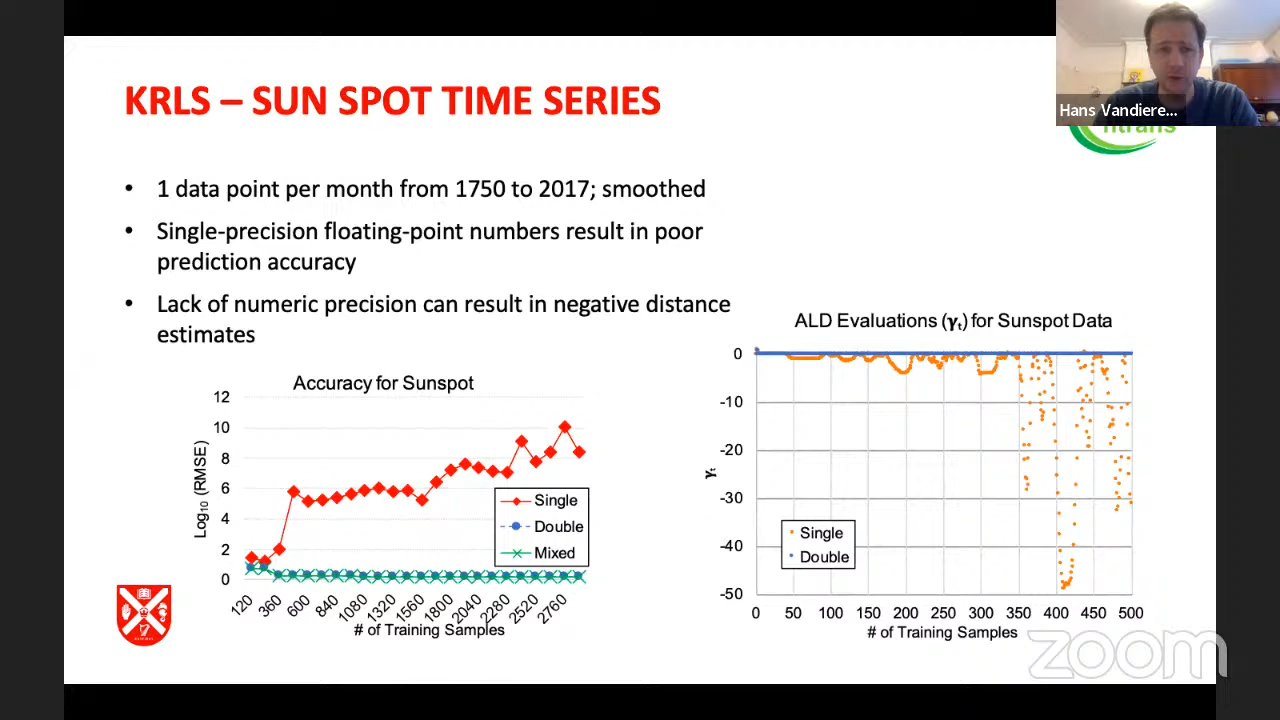 KRLS – SUN SPOT TIME SERIES
Hans Vandiere...
ntrans
• 1 data point per month from 1750 to 2017; smoothed
• Single-precision floating-point numbers result in poor
prediction accuracy
• Lack of numeric precision can result in negative distance
estimates
Accuracy for Sunspot
12
10
8
6
4
2
0
Log₁₀ (RMSE)
Single
Double
Mixed
120 360 600 840 1080 1320 1560 1800 2040 2280 2520 2760
# of Training Samples
ALD Evaluations (γₜ) for Sunspot Data
0
-10
-20
-30
-40
-50
γₜ
Single
Double
0 50 100 150 200 250 300 350 400 450 500
# of Training Samples
zoom